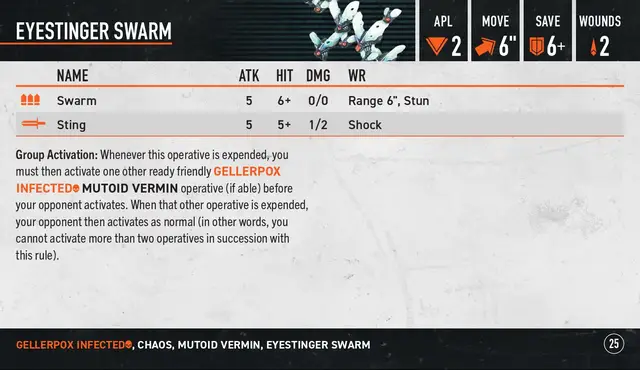 EYESTINGER SWARM
APL
2
MOVE
6"
SAVE
6+
WOUNDS
2
NAME ATK HIT DMG WR
Swarm 5 6+ 0/0 Range 6", Stun
Sting 5 5+ 1/2 Shock
Group Activation: Whenever this operative is expended, you
must then activate one other ready friendly GELLERPOX
INFECTED MUTOID VERMIN operative (if able) before
your opponent activates. When that other operative is expended,
your opponent then activates as normal (in other words, you
cannot activate more than two operatives in succession with
this rule).
GELLERPOX INFECTED, CHAOS, MUTOID VERMIN, EYESTINGER SWARM
25